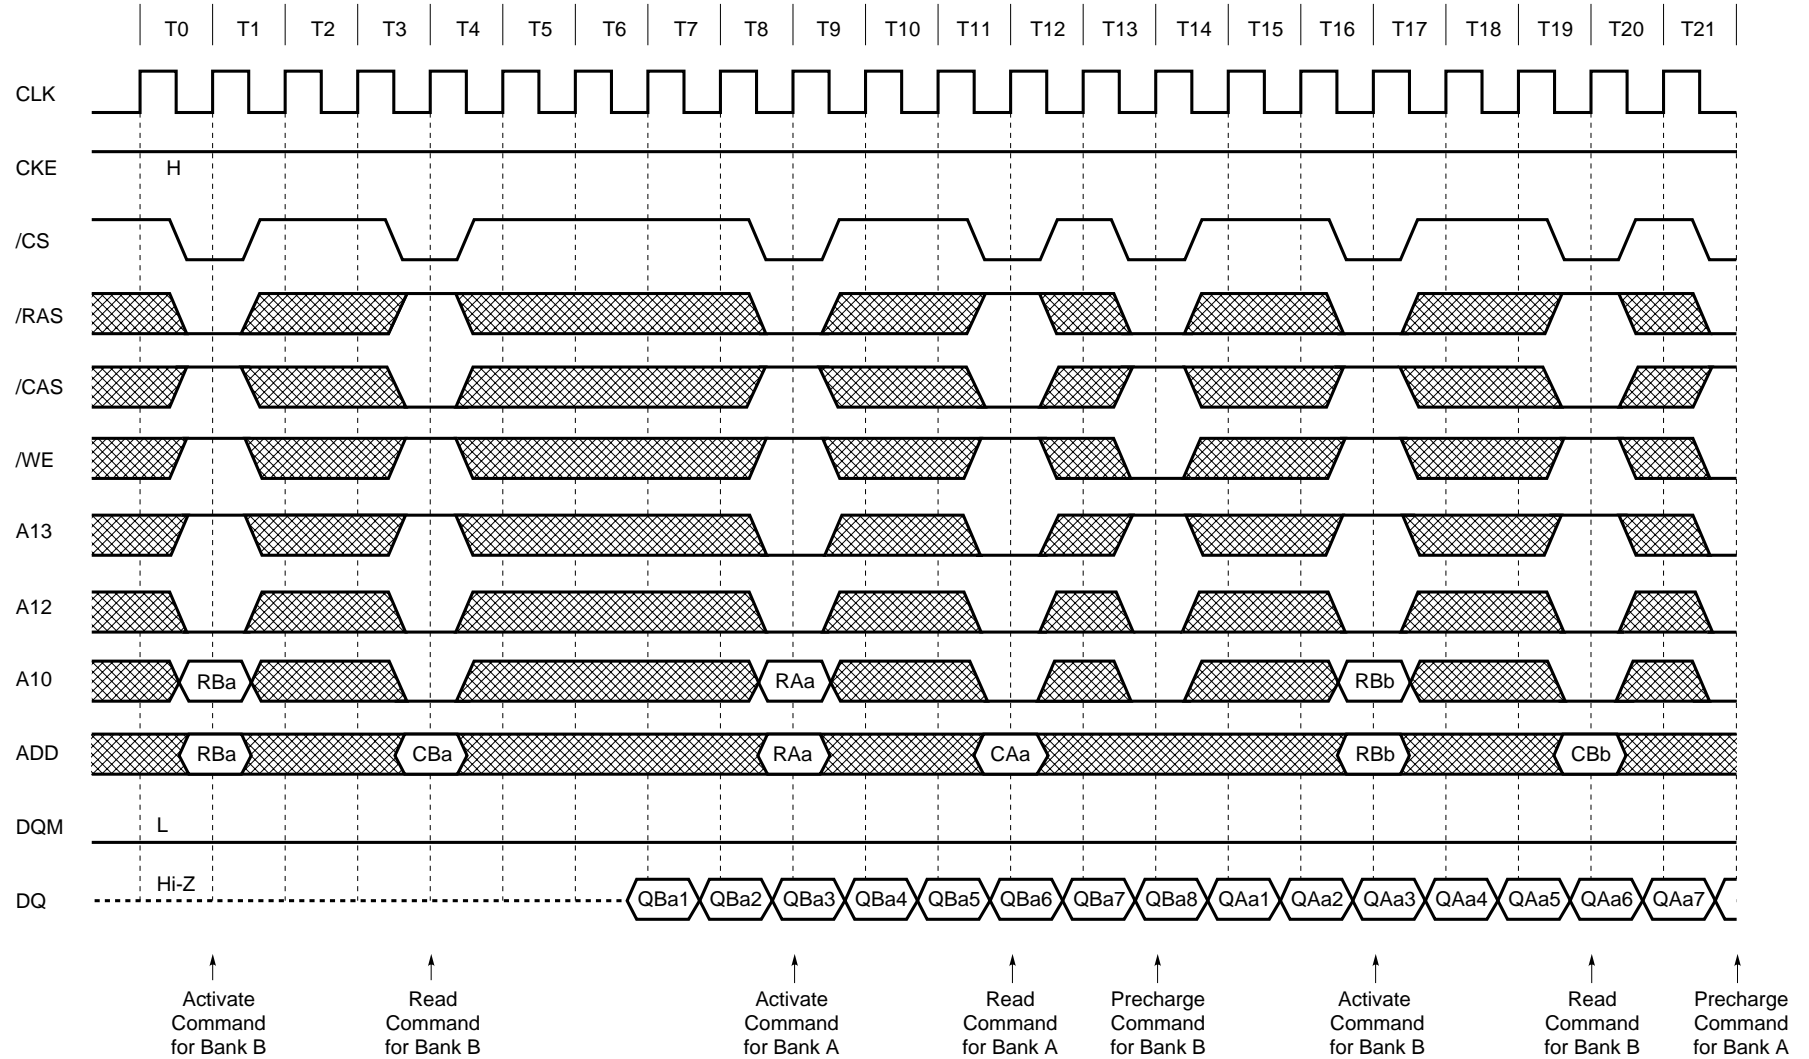 T0 T1 T2 T3 T4 T5 T6 T7 T8 T9 T10 T11 T12 T13 T14 T15 T16 T17 T18 T19 T20 T21
CLK
CKE H
/CS
/RAS
/CAS
/WE
A13
A12
A10 RBa RAa RBb
ADD RBa CBa RAa CAa RBb CBb
DQM L
DQ Hi-Z QBa1 QBa2 QBa3 QBa4 QBa5 QBa6 QBa7 QBa8 QAa1 QAa2 QAa3 QAa4 QAa5 QAa6 QAa7
Activate
Command
for Bank B
Read
Command
for Bank B
Activate
Command
for Bank A
Read
Command
for Bank A
Precharge
Command
for Bank B
Activate
Command
for Bank B
Read
Command
for Bank B
Precharge
Command
for Bank A